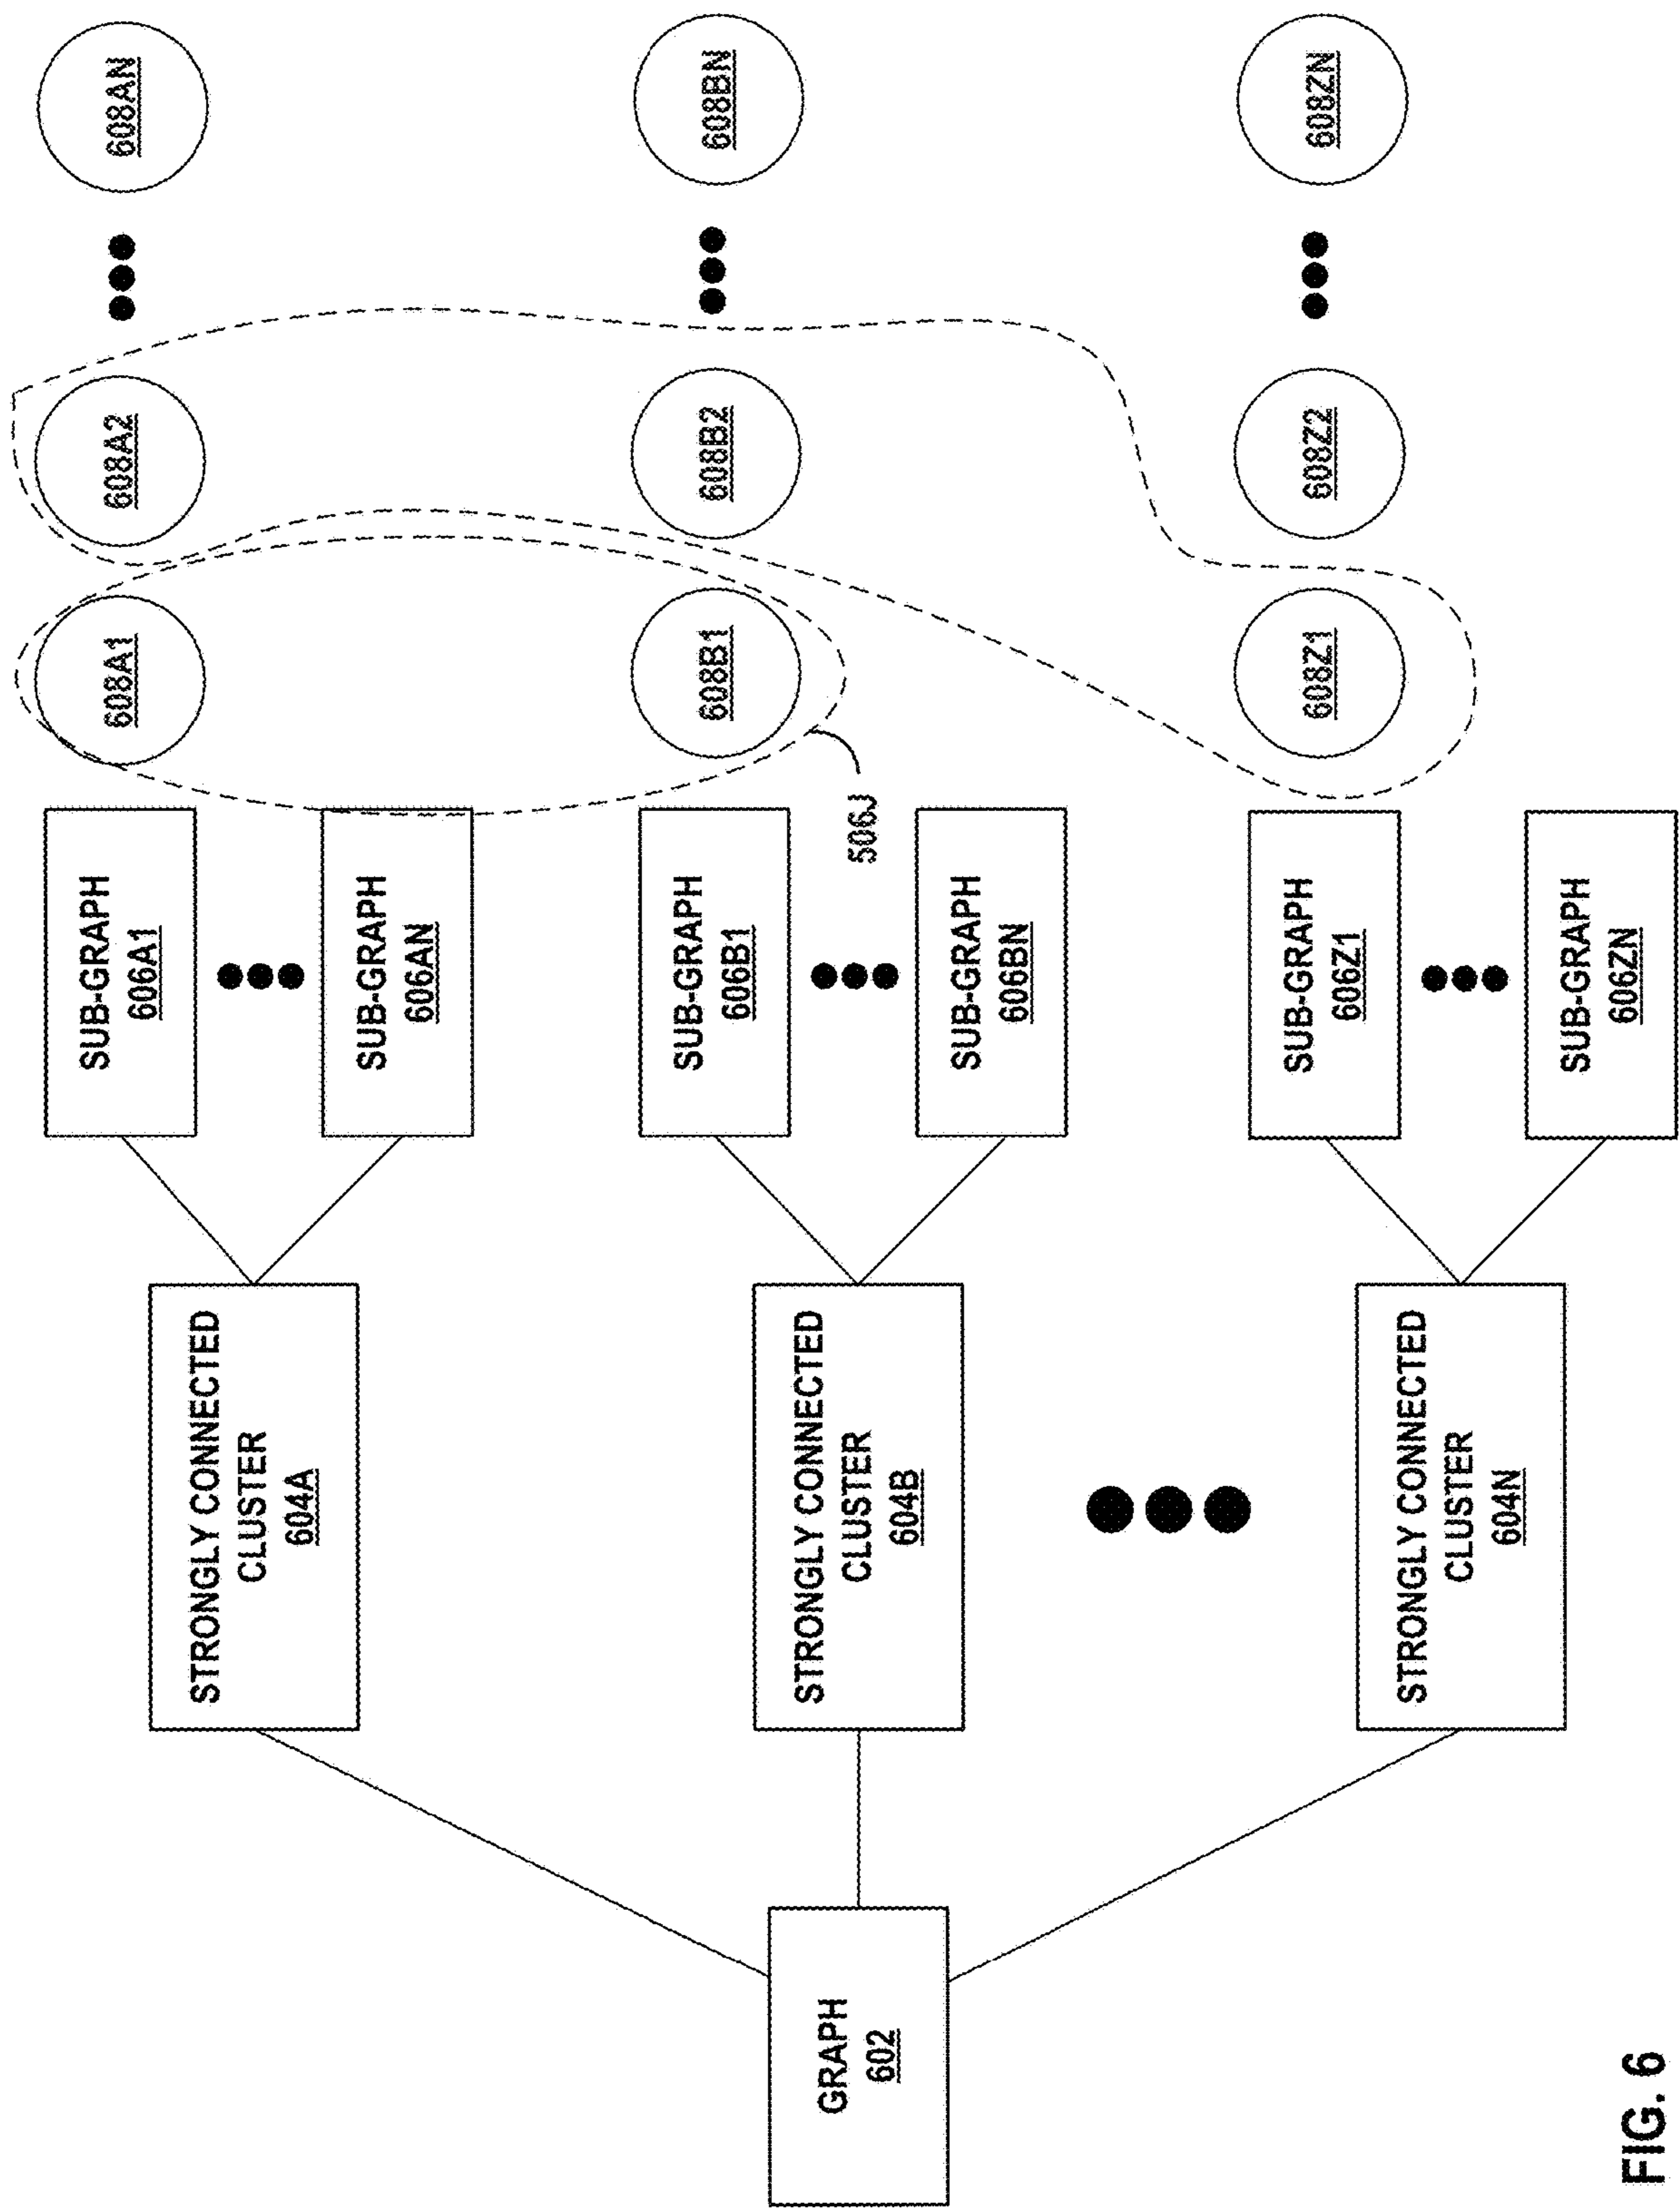 GRAPH
602
STRONGLY CONNECTED
CLUSTER
604A
STRONGLY CONNECTED
CLUSTER
604B
STRONGLY CONNECTED
CLUSTER
604N
SUB-GRAPH
606A1
SUB-GRAPH
606AN
SUB-GRAPH
606B1
SUB-GRAPH
606BN
SUB-GRAPH
606Z1
SUB-GRAPH
606ZN
506J
608A1
608A2
608AN
608B1
608B2
608BN
608Z1
608Z2
608ZN
FIG. 6